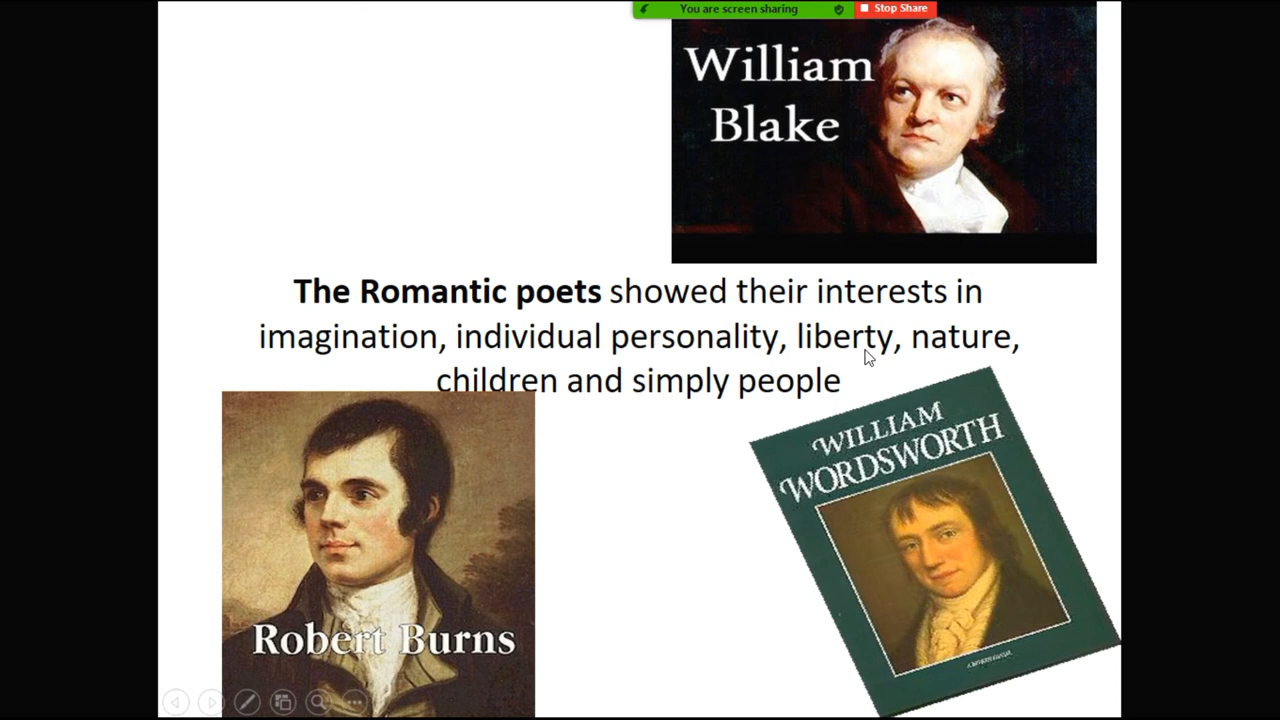 You are screen sharing
Stop Share
William
Blake
The Romantic poets showed their interests in
imagination, individual personality, liberty, nature,
children and simply people
WILLIAM
WORDSWORTH
Robert Burns